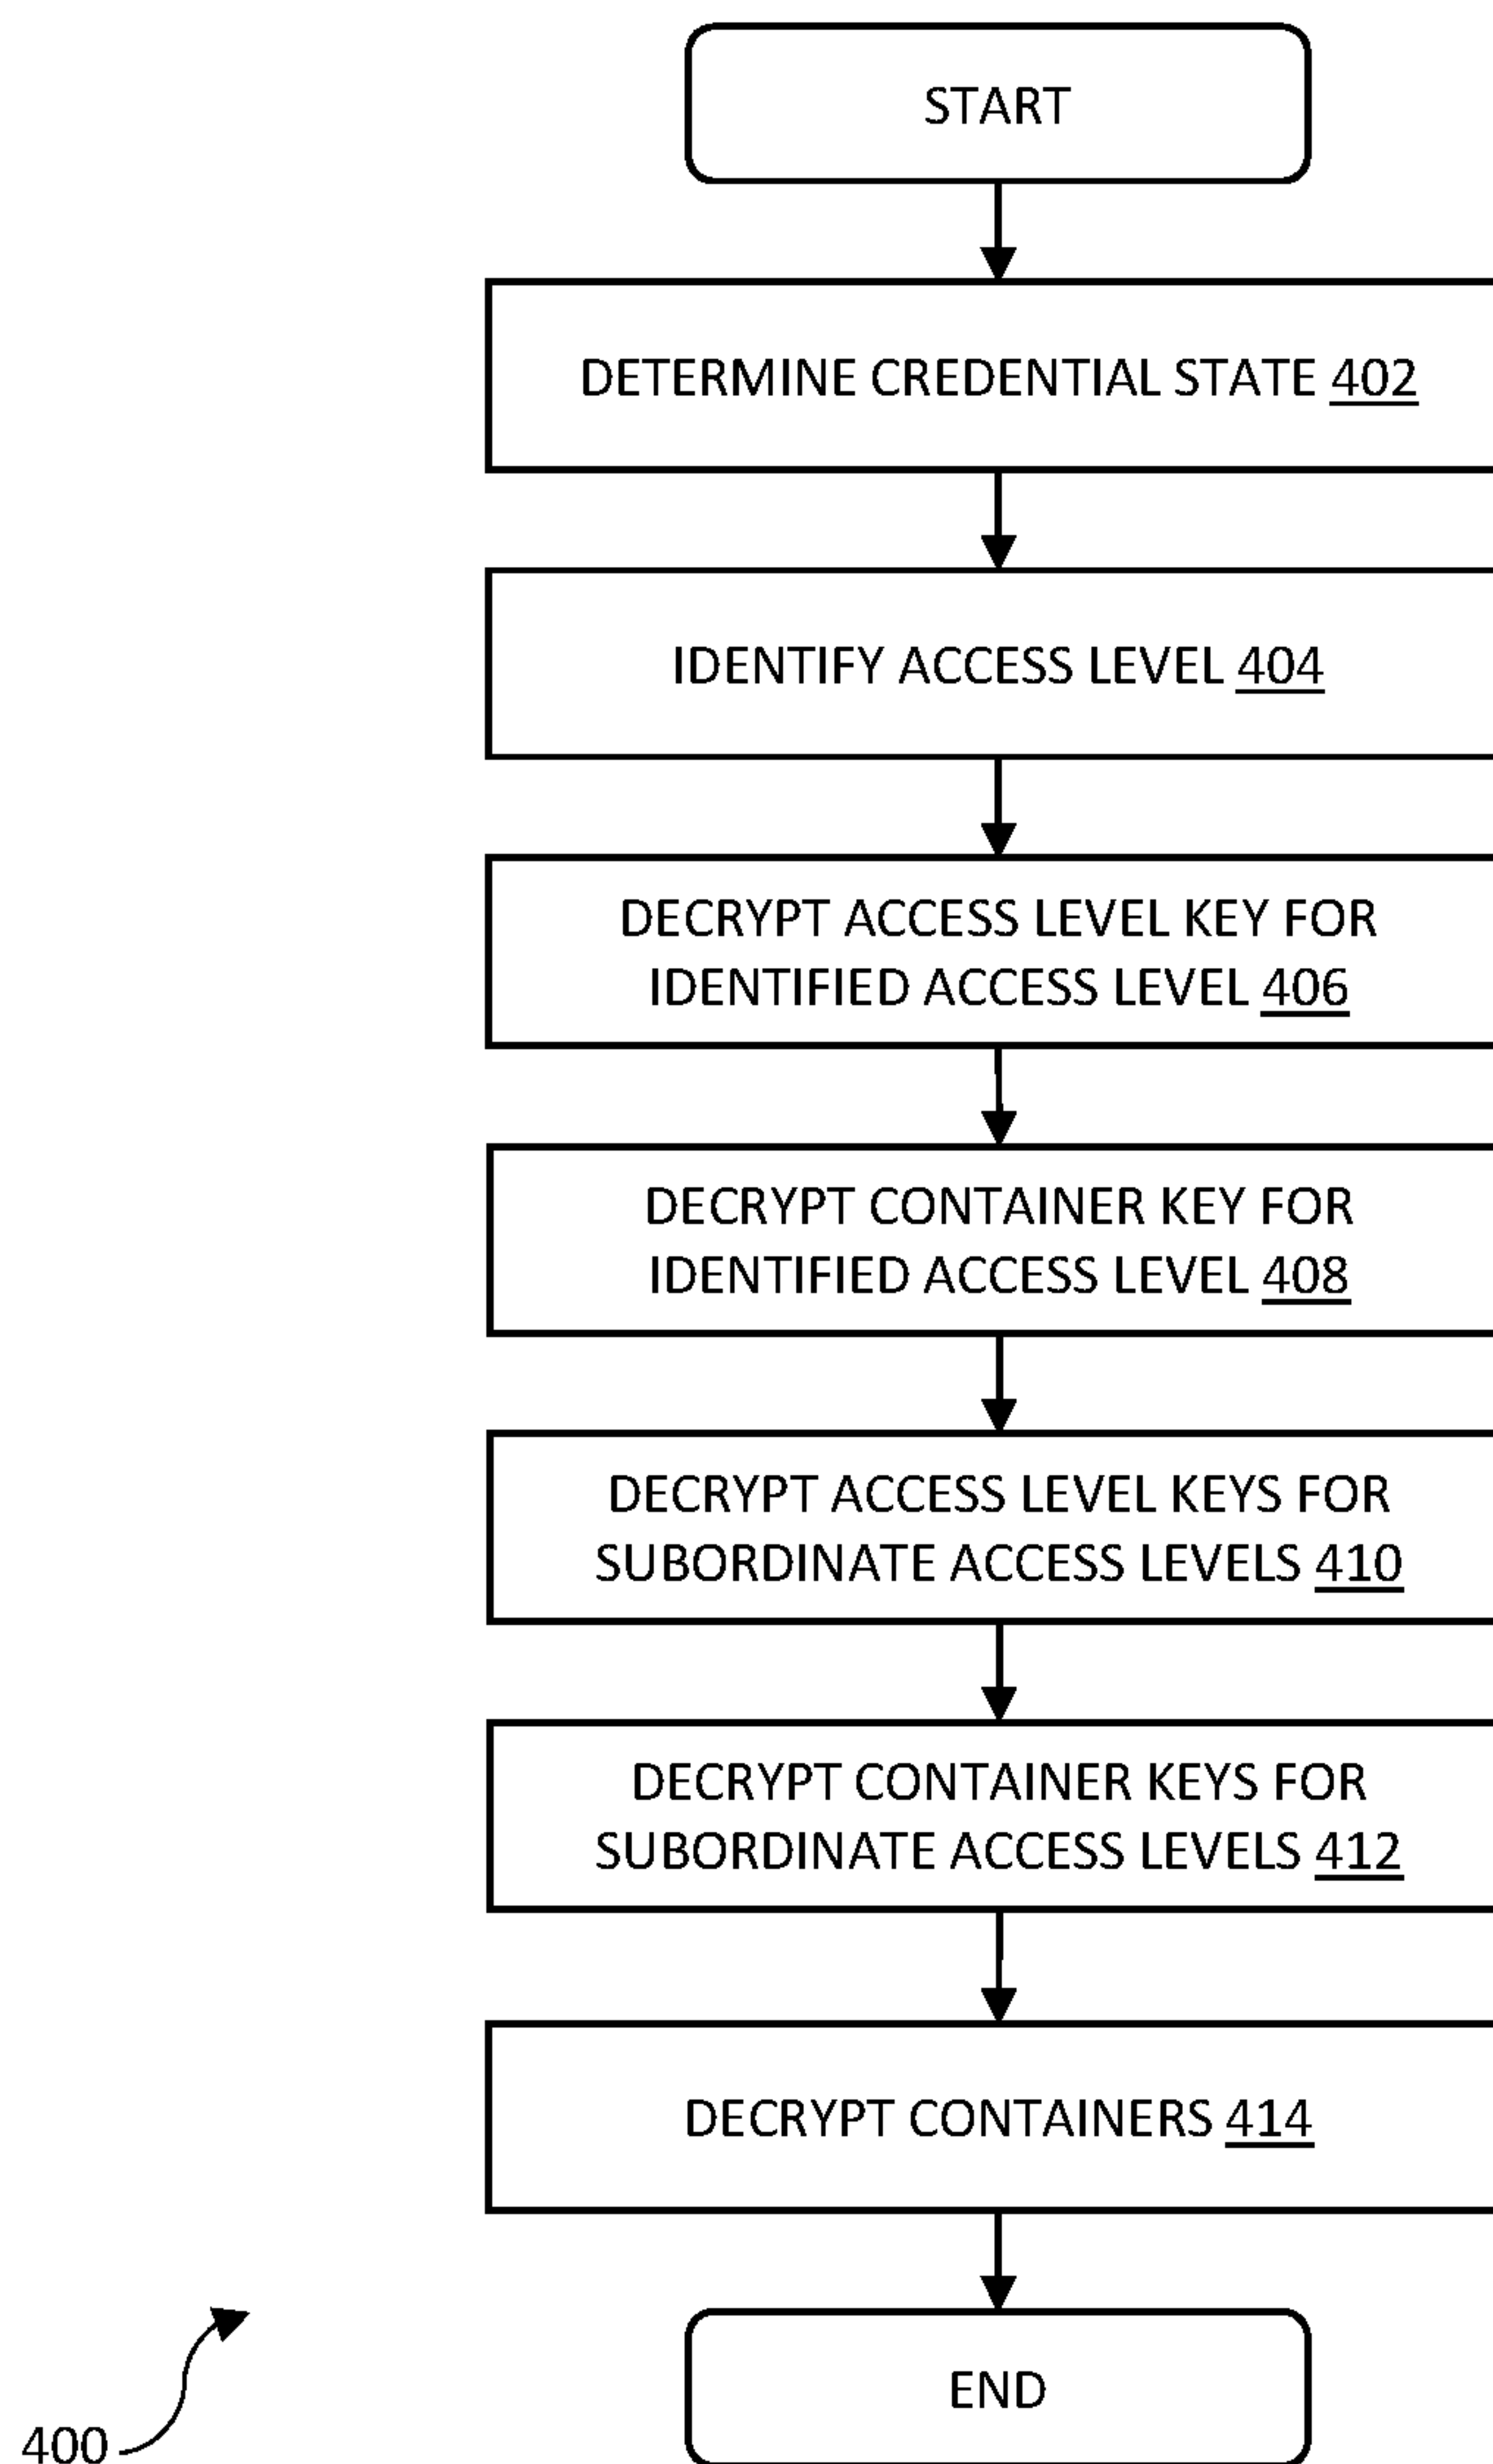 START
DETERMINE CREDENTIAL STATE 402
IDENTIFY ACCESS LEVEL 404
DECRYPT ACCESS LEVEL KEY FOR
IDENTIFIED ACCESS LEVEL 406
DECRYPT CONTAINER KEY FOR
IDENTIFIED ACCESS LEVEL 408
DECRYPT ACCESS LEVEL KEYS FOR
SUBORDINATE ACCESS LEVELS 410
DECRYPT CONTAINER KEYS FOR
SUBORDINATE ACCESS LEVELS 412
DECRYPT CONTAINERS 414
END
400